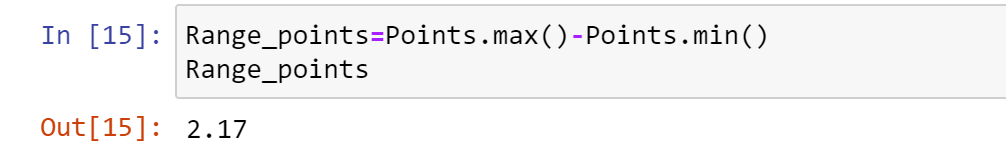 In [15]: Range_points=Points.max()-Points.min()
Range_points
Out[15]: 2.17